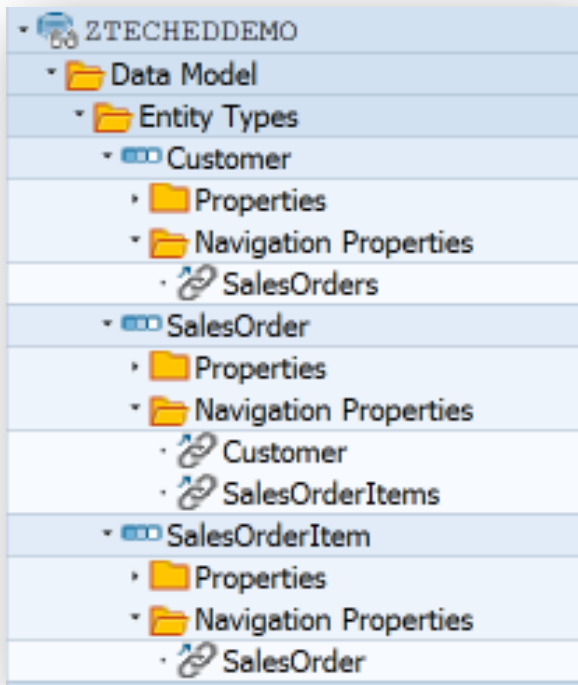 ZTECHEDDEMO
Data Model
Entity Types
Customer
Properties
Navigation Properties
SalesOrders
SalesOrder
Properties
Navigation Properties
Customer
SalesOrderItems
SalesOrderItem
Properties
Navigation Properties
SalesOrder